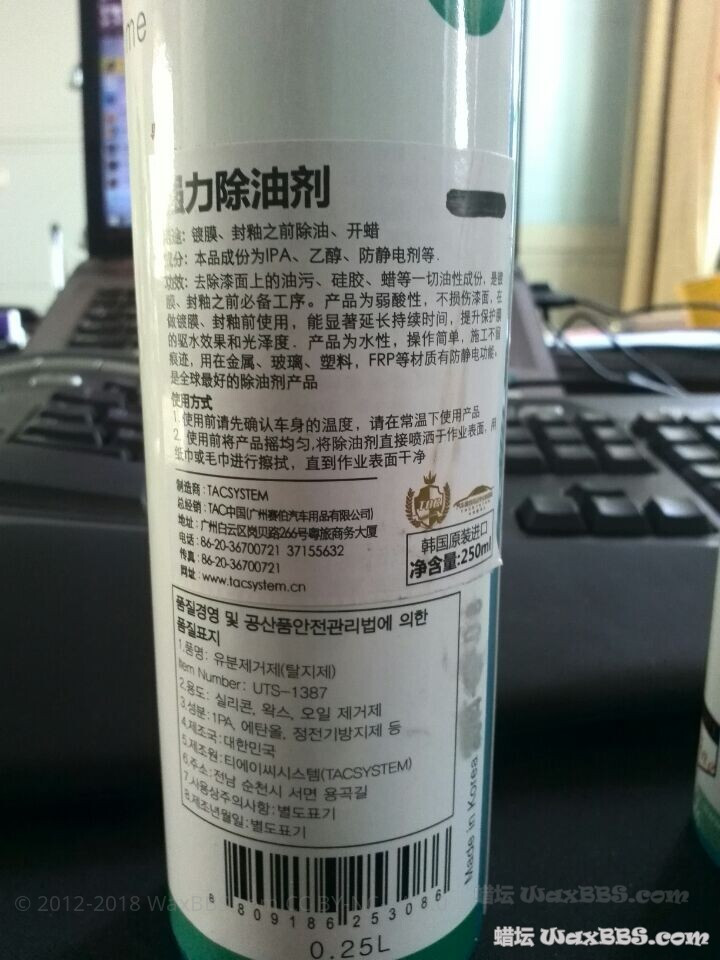 me
力除油剂
途：镀膜、封釉之前除油、开蜡
成分：本品成份为IPA、乙醇、防静电剂等.
功效：去除漆面上的油污、硅胶、蜡等一切油性成份，是镀
膜、封釉之前必备工序。产品为弱酸性，不损伤漆面，在
做镀膜、封釉前使用，能显著延长持续时间，提升保护膜
的驱水效果和光泽度．产品为水性，操作简单，施工不留
痕迹，用在金属、玻璃、塑料，FRP等材质有防静电功能。
是全球最好的除油剂产品
使用方式
1. 使用前请先确认车身的温度，请在常温下使用产品
2. 使用前将产品摇均匀,将除油剂直接喷洒于作业表面，用
纸巾或毛巾进行擦拭，直到作业表面干净
制造商：TACSYSTEM
总经销：TAC中国(广州赛伯汽车用品有限公司)
地址：广州白云区岗贝路266号粤旅商务大厦
电话：86-20-36700721 37155632
传真：86-20-36700721
网址：www.tacsystem.cn
韩国原装进口
净含量:250ml
품질경영 및 공산품안전관리법에 의한
품질표지
1.품명: 유분제거제(탈지제)
Item Number: UTS-1387
2.용도: 실리콘, 왁스, 오일 제거제
3.성분:1PA, 에탄올, 정전기방지제 등
4.제조국:대한민국
5.제조원:티에이씨시스템(TACSYSTEM)
6.주소:전남 순천시 서면 용곡길
7.사용상주의사항:별도표기
8.제조년월일:별도표기
Made in Korea
8 809186 253086
0.25L
© 2012-2018 WaxBBS.com CC BY-NC
蜡坛 WaxBBS.com
蜡坛 WaxBBS.com